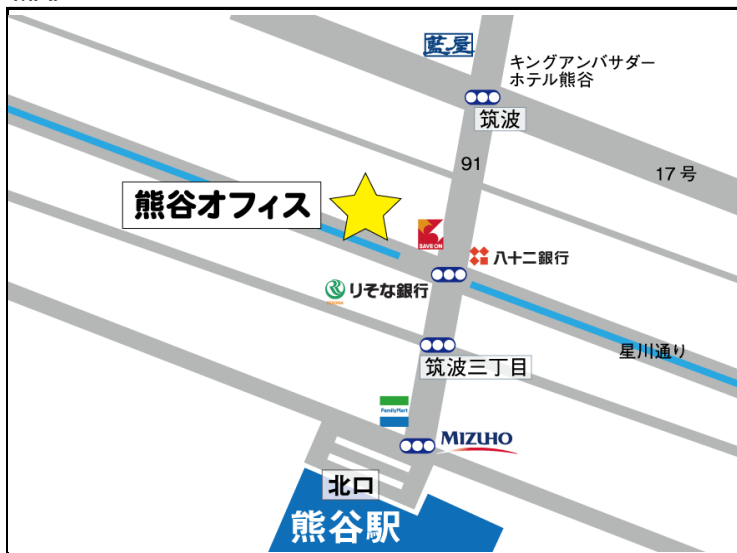 藍屋
キングアンバサダー
ホテル熊谷
筑波
91
17号
熊谷オフィス
SAVE ON
八十二銀行
りそな銀行
RESONA
星川通り
筑波三丁目
FamilyMart
MIZUHO
北口
熊谷駅